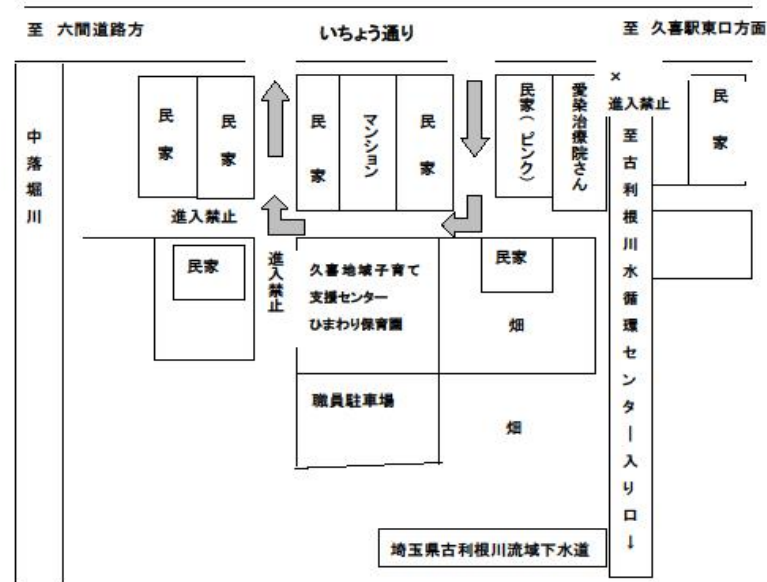 至 六間道路方
いちょう通り
至 久喜駅東口方面
中落堀川
民家
民家
民家
マンション
民家
民家(ピンク)
愛染治療院さん
×
進入禁止
民家
至古利根川水循環センター入り口↓
進入禁止
民家
進入禁止
久喜地域子育て
支援センター
ひまわり保育園
民家
畑
職員駐車場
畑
埼玉県古利根川流域下水道